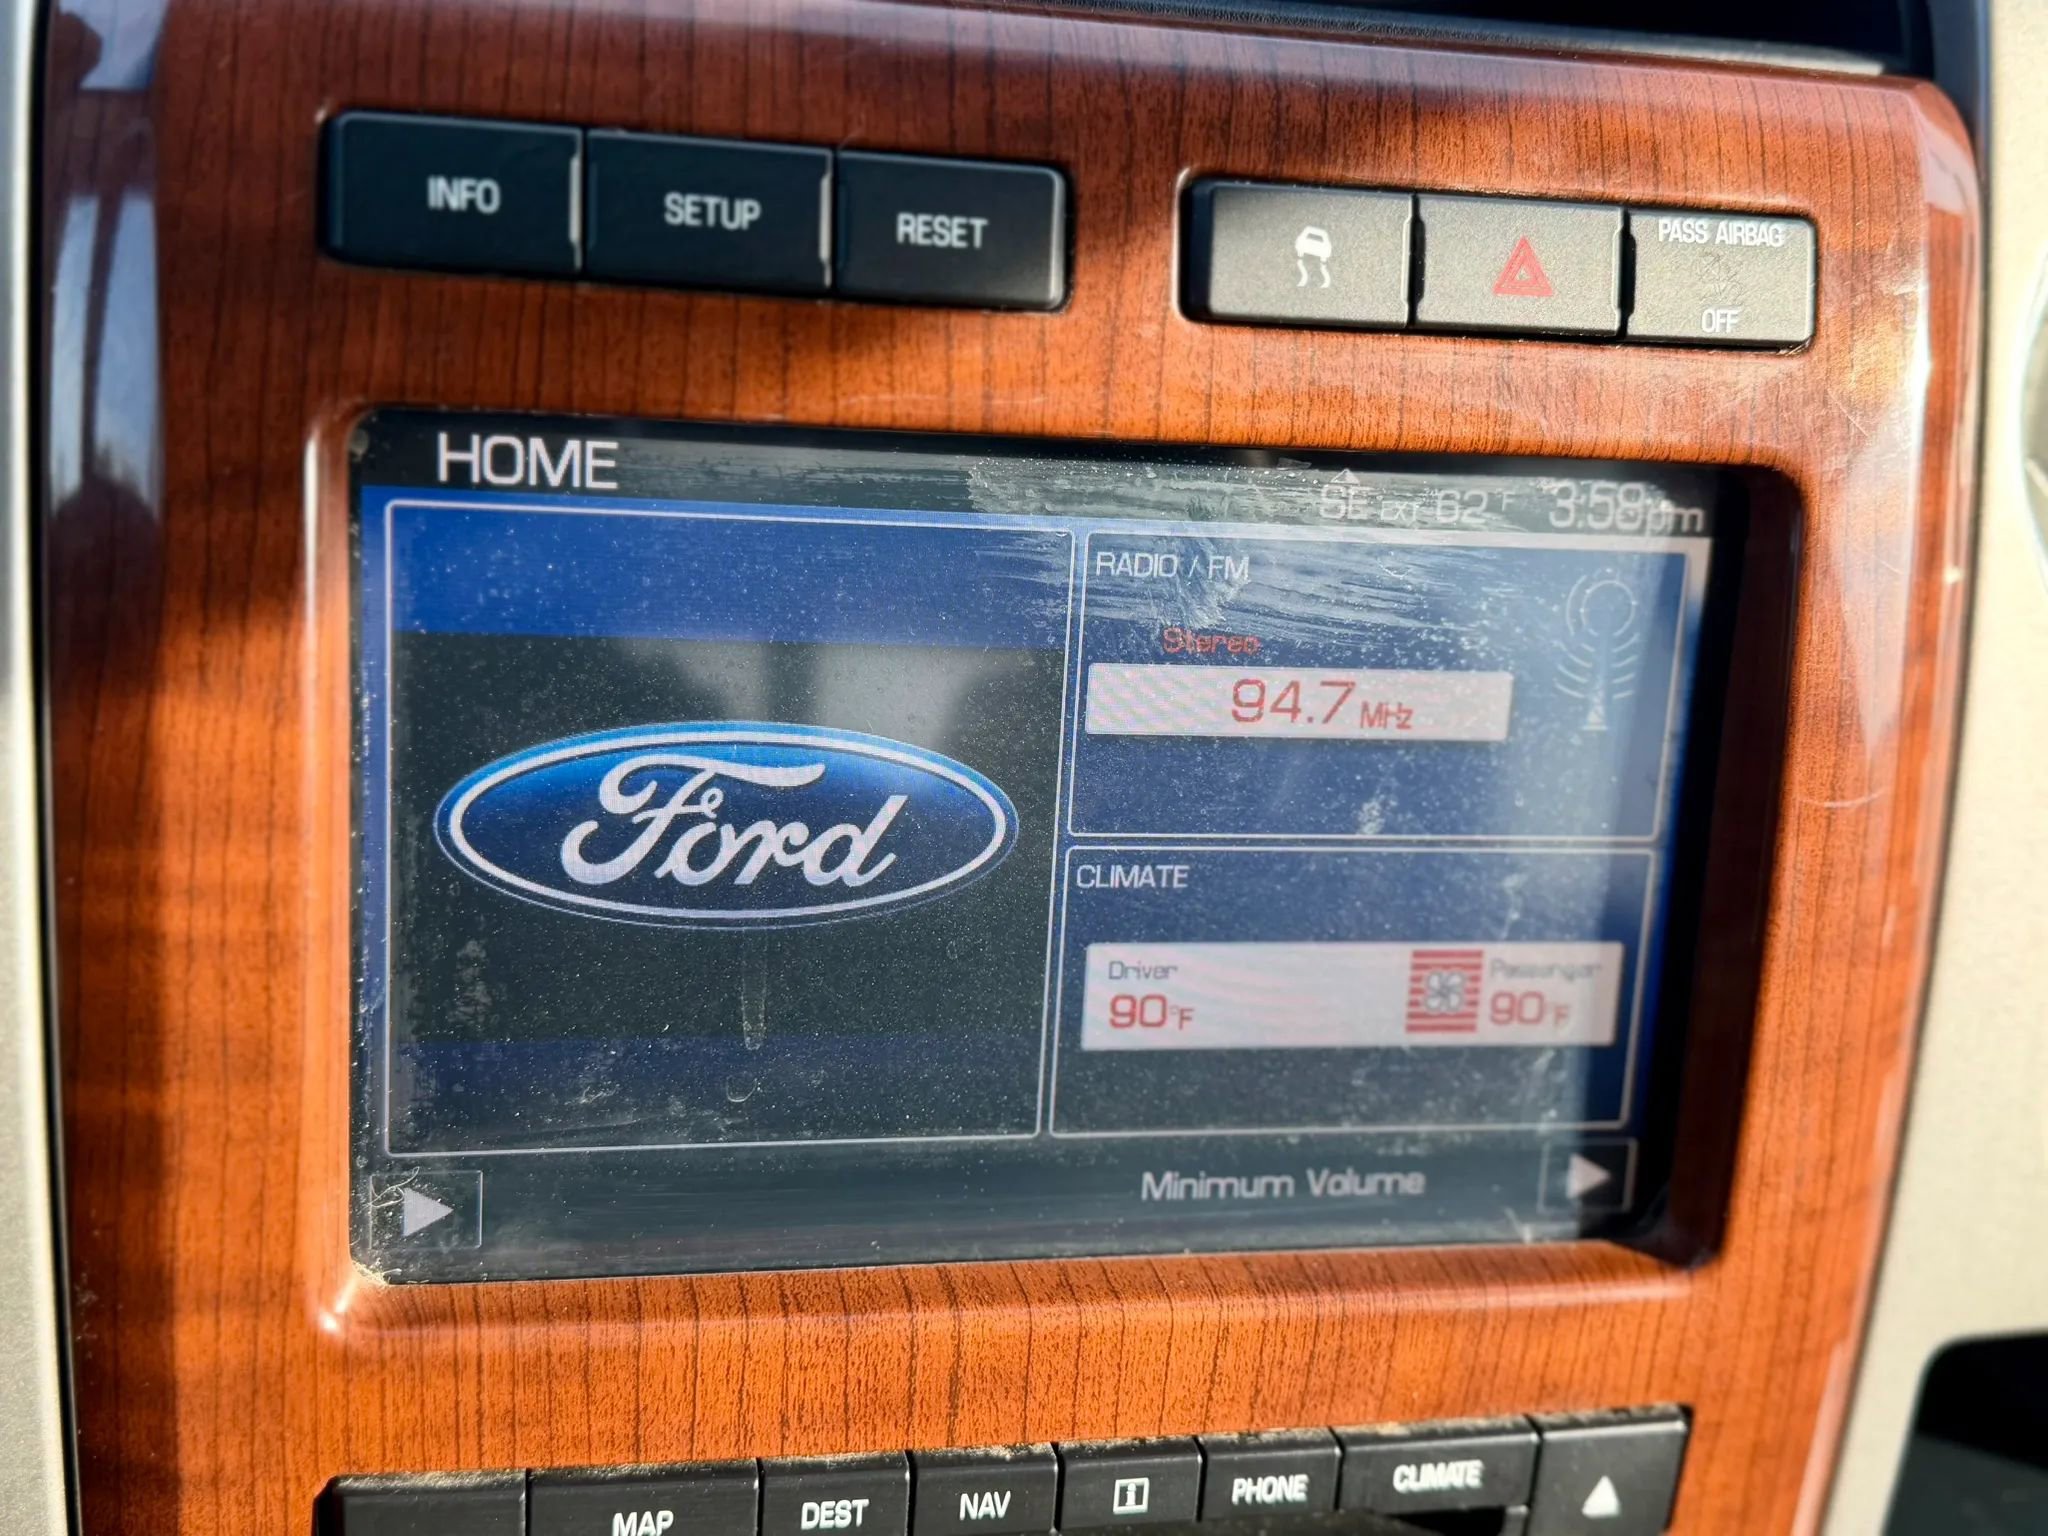 INFO
SETUP
RESET
PASS AIRBAG
OFF
HOME
SE EXT 62°F 3:58pm
RADIO / FM
Stereo
94.7 MHz
Ford
CLIMATE
Driver Passenger
90°F 90°F
Minimum Volume
MAP
DEST
NAV
i
PHONE
CLIMATE